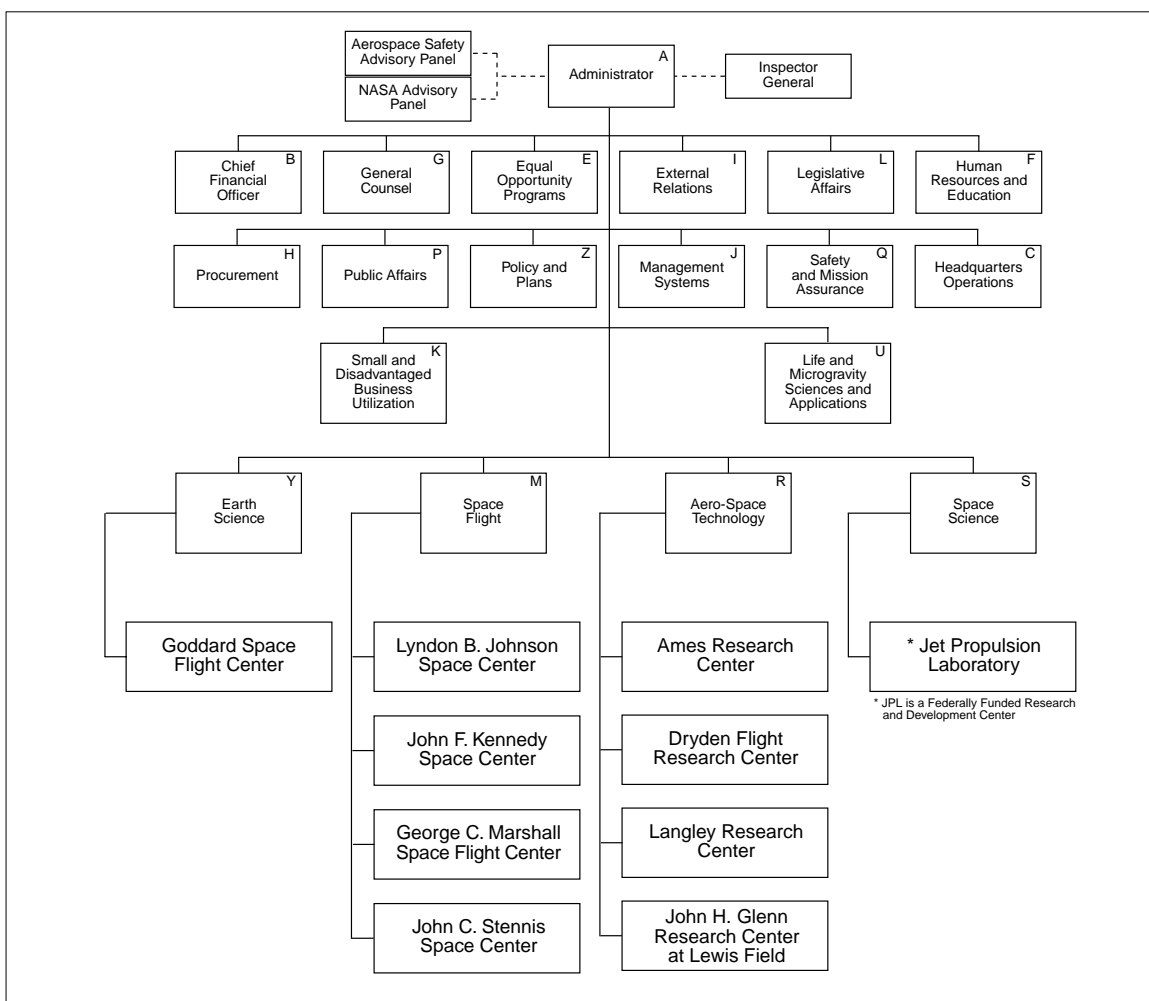 Aerospace Safety
Advisory Panel
NASA Advisory
Panel
A
Administrator
Inspector
General
B
Chief
Financial
Officer
G
General
Counsel
E
Equal
Opportunity
Programs
I
External
Relations
L
Legislative
Affairs
F
Human
Resources and
Education
H
Procurement
P
Public Affairs
Z
Policy and
Plans
J
Management
Systems
Q
Safety
and Mission
Assurance
C
Headquarters
Operations
K
Small and
Disadvantaged
Business
Utilization
U
Life and
Microgravity
Sciences and
Applications
Y
Earth
Science
M
Space
Flight
R
Aero-Space
Technology
S
Space
Science
Goddard Space
Flight Center
Lyndon B. Johnson
Space Center
John F. Kennedy
Space Center
George C. Marshall
Space Flight Center
John C. Stennis
Space Center
Ames Research
Center
Dryden Flight
Research Center
Langley Research
Center
John H. Glenn
Research Center
at Lewis Field
* Jet Propulsion
Laboratory
* JPL is a Federally Funded Research
and Development Center